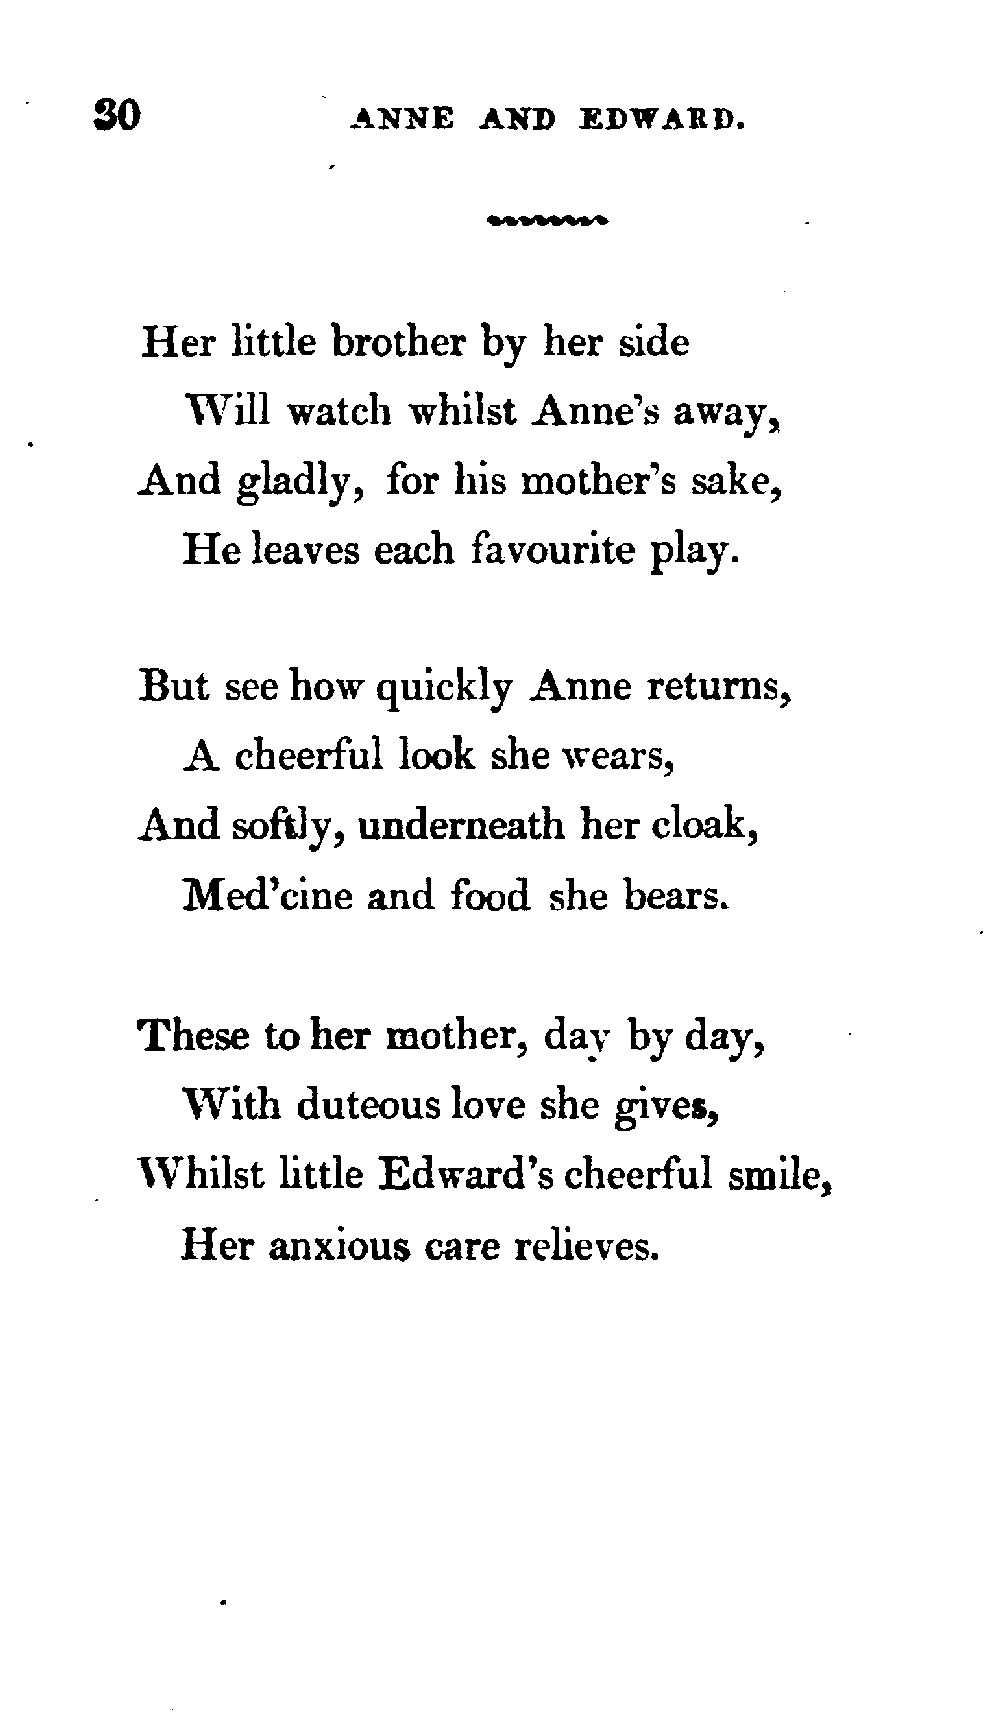 30 ANNE AND EDWARD.
Her little brother by her side
Will watch whilst Anne's away,
And gladly, for his mother's sake,
He leaves each favourite play.
But see how quickly Anne returns,
A cheerful look she wears,
And softly, underneath her cloak,
Med'cine and food she bears.
These to her mother, day by day,
With duteous love she gives,
Whilst little Edward's cheerful smile,
Her anxious care relieves.